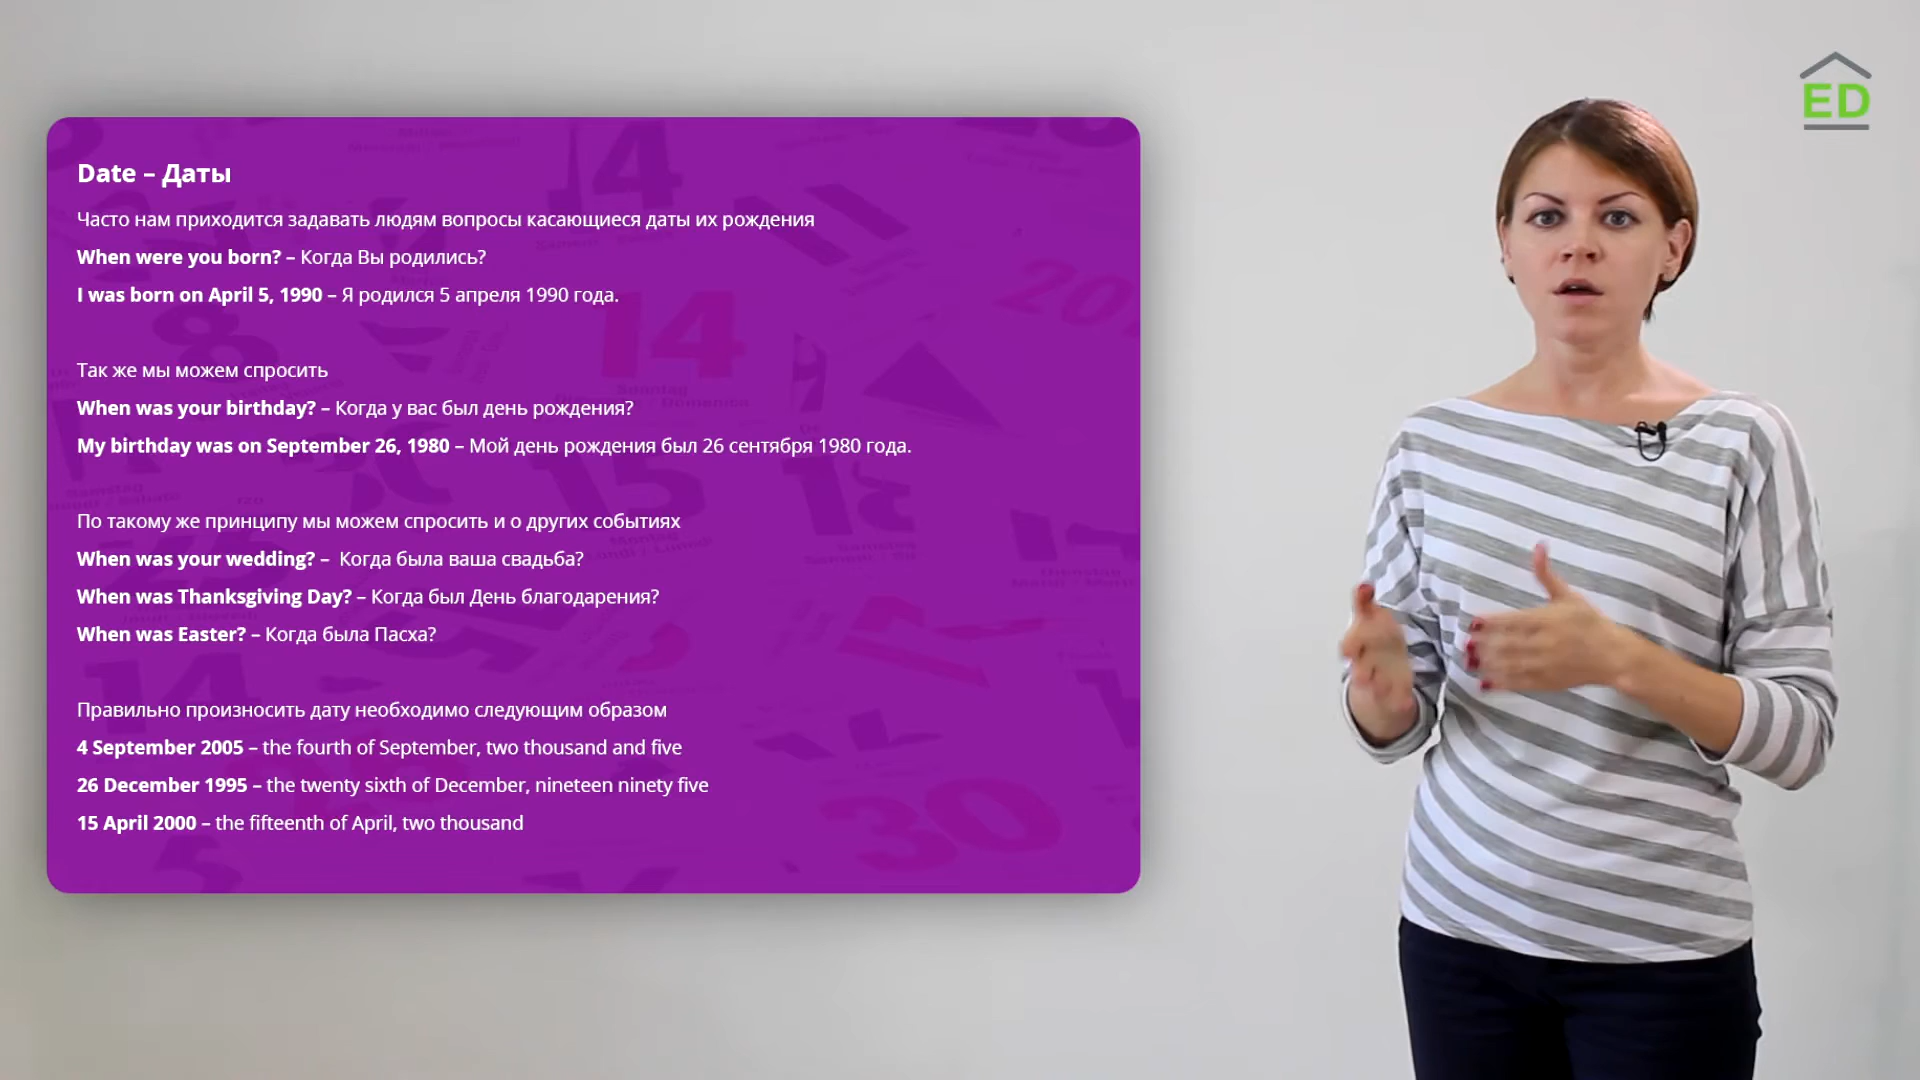 ED
Date – Даты
Часто нам приходится задавать людям вопросы касающиеся даты их рождения
When were you born? – Когда Вы родились?
I was born on April 5, 1990 – Я родился 5 апреля 1990 года.
Так же мы можем спросить
When was your birthday? – Когда у вас был день рождения?
My birthday was on September 26, 1980 – Мой день рождения был 26 сентября 1980 года.
По такому же принципу мы можем спросить и о других событиях
When was your wedding? – Когда была ваша свадьба?
When was Thanksgiving Day? – Когда был День благодарения?
When was Easter? – Когда была Пасха?
Правильно произносить дату необходимо следующим образом
4 September 2005 – the fourth of September, two thousand and five
26 December 1995 – the twenty sixth of December, nineteen ninety five
15 April 2000 – the fifteenth of April, two thousand